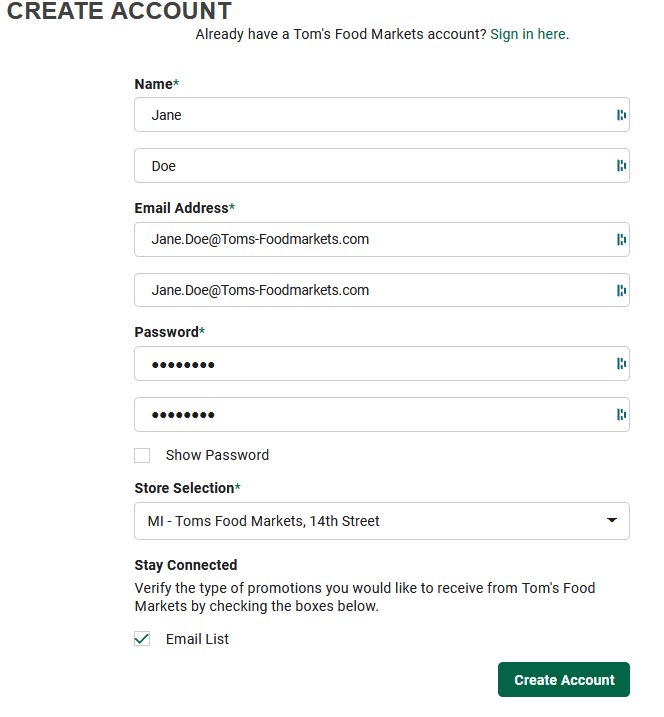 CREATE ACCOUNT
Already have a Tom's Food Markets account? Sign in here.
Name*
Jane
Doe
Email Address*
Jane.Doe@Toms-Foodmarkets.com
Jane.Doe@Toms-Foodmarkets.com
Password*
••••••••
••••••••
Show Password
Store Selection*
MI - Toms Food Markets, 14th Street
Stay Connected
Verify the type of promotions you would like to receive from Tom's Food
Markets by checking the boxes below.
Email List
Create Account